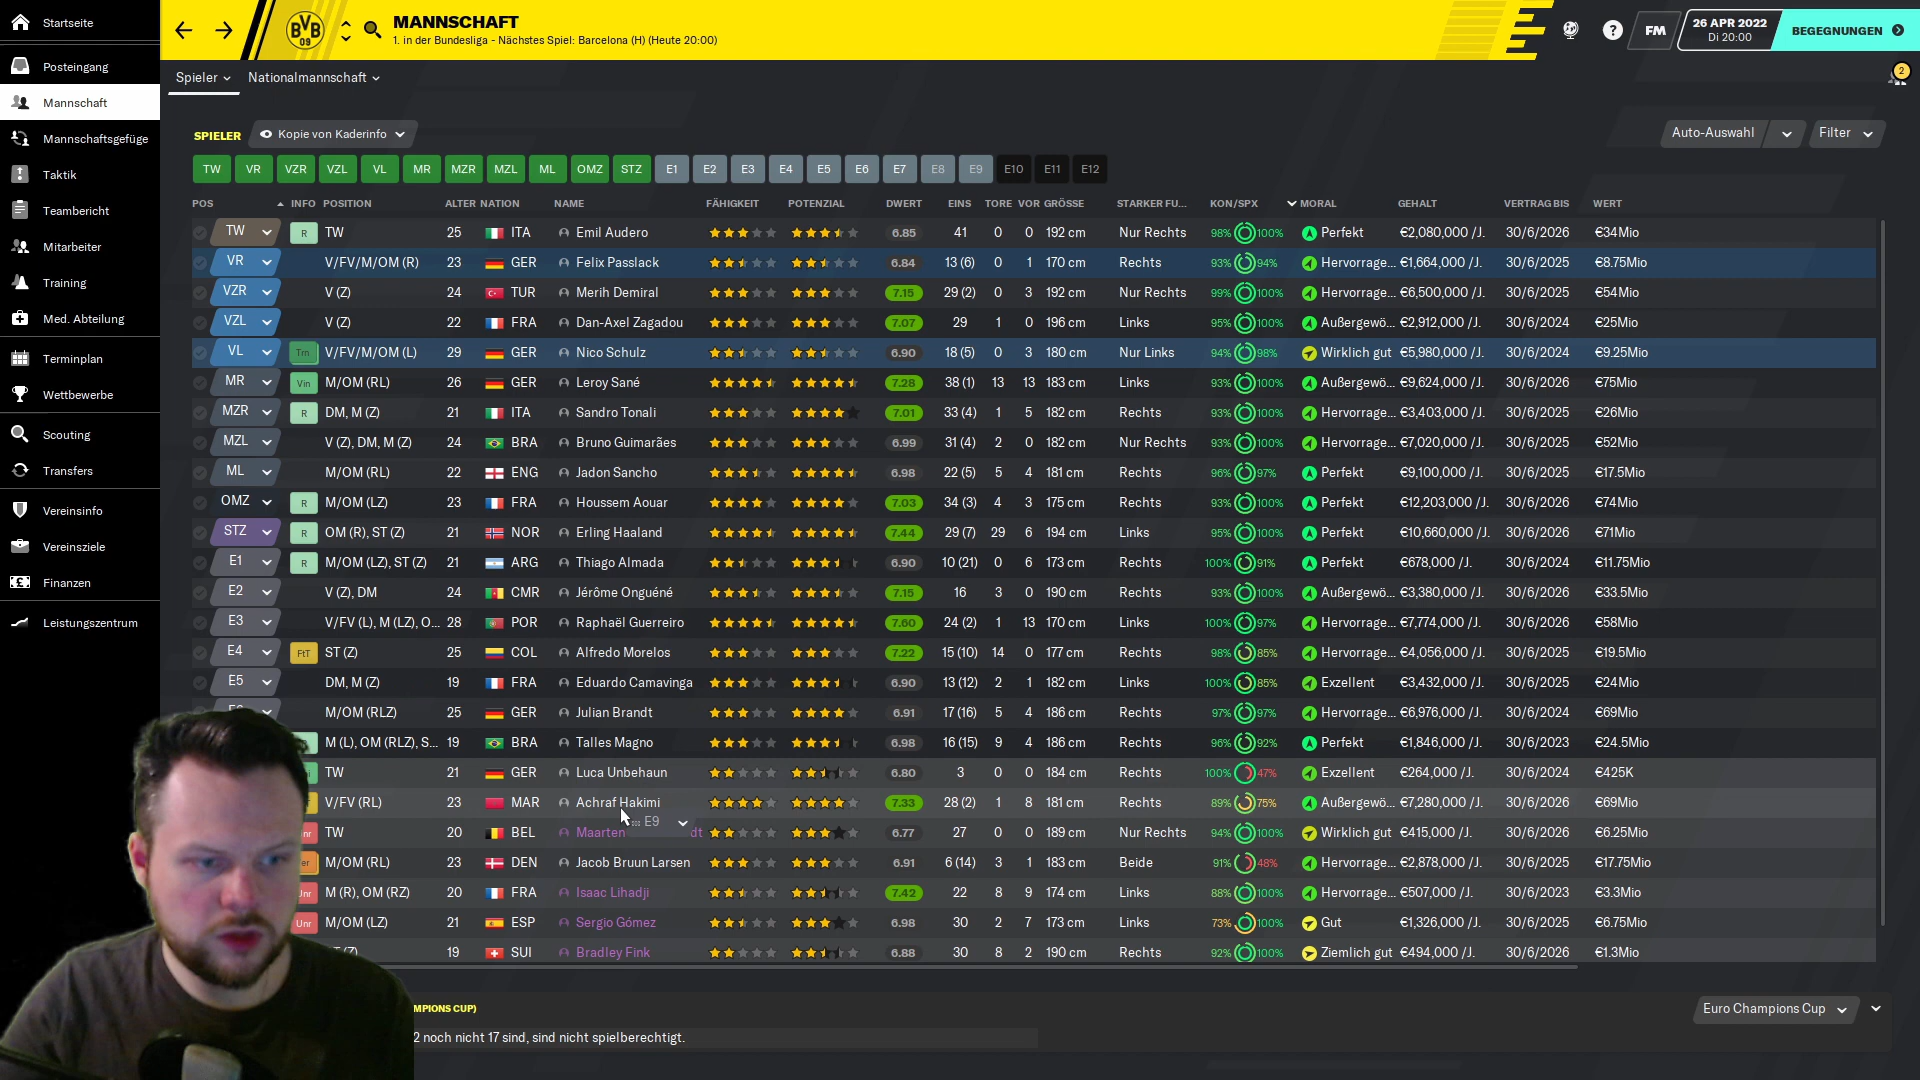 Startseite
Posteingang
Mannschaft
Mannschaftsgefüge
Taktik
Teambericht
Mitarbeiter
Training
Med. Abteilung
Terminplan
Wettbewerbe
Scouting
Transfers
Vereinsinfo
Vereinsziele
Finanzen
Leistungszentrum
BVB 09
MANNSCHAFT
1. in der Bundesliga - Nächstes Spiel: Barcelona (H) (Heute 20:00)
? FM 26 APR 2022 Di 20:00 BEGEGNUNGEN
Spieler Nationalmannschaft 2
SPIELER Kopie von Kaderinfo Auto-Auswahl Filter
TW VR VZR VZL VL MR MZR MZL ML OMZ STZ E1 E2 E3 E4 E5 E6 E7 E8 E9 E10 E11 E12
POS INFO POSITION ALTER NATION NAME FÄHIGKEIT POTENZIAL DWERT EINS TORE VOR GRÖSSE STARKER FU... KON/SPX MORAL GEHALT VERTRAG BIS WERT
TW R TW 25 ITA Emil Audero 6.85 41 0 0 192 cm Nur Rechts 98% 100% Perfekt €2,080,000 /J. 30/6/2026 €34Mio
VR V/FV/M/OM (R) 23 GER Felix Passlack 6.84 13 (6) 0 1 170 cm Rechts 93% 94% Hervorrage... €1,664,000 /J. 30/6/2025 €8.75Mio
VZR V (Z) 24 TUR Merih Demiral 7.15 29 (2) 0 3 192 cm Nur Rechts 99% 100% Hervorrage... €6,500,000 /J. 30/6/2025 €54Mio
VZL V (Z) 22 FRA Dan-Axel Zagadou 7.07 29 1 0 196 cm Links 95% 100% Außergewö... €2,912,000 /J. 30/6/2024 €25Mio
VL Trn V/FV/M/OM (L) 29 GER Nico Schulz 6.90 18 (5) 0 3 180 cm Nur Links 94% 98% Wirklich gut €5,980,000 /J. 30/6/2024 €9.25Mio
MR Vin M/OM (RL) 26 GER Leroy Sané 7.28 38 (1) 13 13 183 cm Links 93% 100% Außergewö... €9,624,000 /J. 30/6/2026 €75Mio
MZR R DM, M (Z) 21 ITA Sandro Tonali 7.01 33 (4) 1 5 182 cm Rechts 93% 100% Hervorrage... €3,403,000 /J. 30/6/2025 €26Mio
MZL V (Z), DM, M (Z) 24 BRA Bruno Guimarães 6.99 31 (4) 2 0 182 cm Nur Rechts 93% 100% Hervorrage... €7,020,000 /J. 30/6/2025 €52Mio
ML M/OM (RL) 22 ENG Jadon Sancho 6.98 22 (5) 5 4 181 cm Rechts 96% 97% Perfekt €9,100,000 /J. 30/6/2025 €17.5Mio
OMZ R M/OM (LZ) 23 FRA Houssem Aouar 7.03 34 (3) 4 3 175 cm Rechts 93% 100% Perfekt €12,203,000 /J. 30/6/2026 €74Mio
STZ R OM (R), ST (Z) 21 NOR Erling Haaland 7.44 29 (7) 29 6 194 cm Links 95% 100% Perfekt €10,660,000 /J. 30/6/2026 €71Mio
E1 R M/OM (LZ), ST (Z) 21 ARG Thiago Almada 6.90 10 (21) 0 6 173 cm Rechts 100% 91% Perfekt €678,000 /J. 30/6/2024 €11.75Mio
E2 V (Z), DM 24 CMR Jérôme Onguéné 7.15 16 3 0 190 cm Rechts 93% 100% Außergewö... €3,380,000 /J. 30/6/2026 €33.5Mio
E3 V/FV (L), M (LZ), O... 28 POR Raphaël Guerreiro 7.60 24 (2) 1 13 170 cm Links 100% 97% Hervorrage... €7,774,000 /J. 30/6/2026 €58Mio
E4 FtT ST (Z) 25 COL Alfredo Morelos 7.22 15 (10) 14 0 177 cm Rechts 98% 85% Hervorrage... €4,056,000 /J. 30/6/2025 €19.5Mio
E5 DM, M (Z) 19 FRA Eduardo Camavinga 6.90 13 (12) 2 1 182 cm Links 100% 85% Exzellent €3,432,000 /J. 30/6/2025 €24Mio
M/OM (RLZ) 25 GER Julian Brandt 6.91 17 (16) 5 4 186 cm Rechts 97% 97% Hervorrage... €6,976,000 /J. 30/6/2024 €69Mio
M (L), OM (RLZ), S... 19 BRA Talles Magno 6.98 16 (15) 9 4 186 cm Rechts 96% 92% Perfekt €1,846,000 /J. 30/6/2023 €24.5Mio
TW 21 GER Luca Unbehaun 6.80 3 0 0 184 cm Rechts 100% 47% Exzellent €264,000 /J. 30/6/2024 €425K
V/FV (RL) 23 MAR Achraf Hakimi 7.33 28 (2) 1 8 181 cm Rechts 89% 75% Außergewö... €7,280,000 /J. 30/6/2026 €69Mio
E9
TW 20 BEL Maarten dt 6.77 27 0 0 189 cm Nur Rechts 94% 100% Wirklich gut €415,000 /J. 30/6/2026 €6.25Mio
M/OM (RL) 23 DEN Jacob Bruun Larsen 6.91 6 (14) 3 1 183 cm Beide 91% 48% Hervorrage... €2,878,000 /J. 30/6/2025 €17.75Mio
Unr M (R), OM (RZ) 20 FRA Isaac Lihadji 7.42 22 8 9 174 cm Links 88% 100% Hervorrage... €507,000 /J. 30/6/2023 €3.3Mio
Unr M/OM (LZ) 21 ESP Sergio Gómez 6.98 30 2 7 173 cm Links 73% 100% Gut €1,326,000 /J. 30/6/2025 €6.75Mio
(Z) 19 SUI Bradley Fink 6.88 30 8 2 190 cm Rechts 92% 100% Ziemlich gut €494,000 /J. 30/6/2026 €1.3Mio
MPIONS CUP) Euro Champions Cup
2 noch nicht 17 sind, sind nicht spielberechtigt.